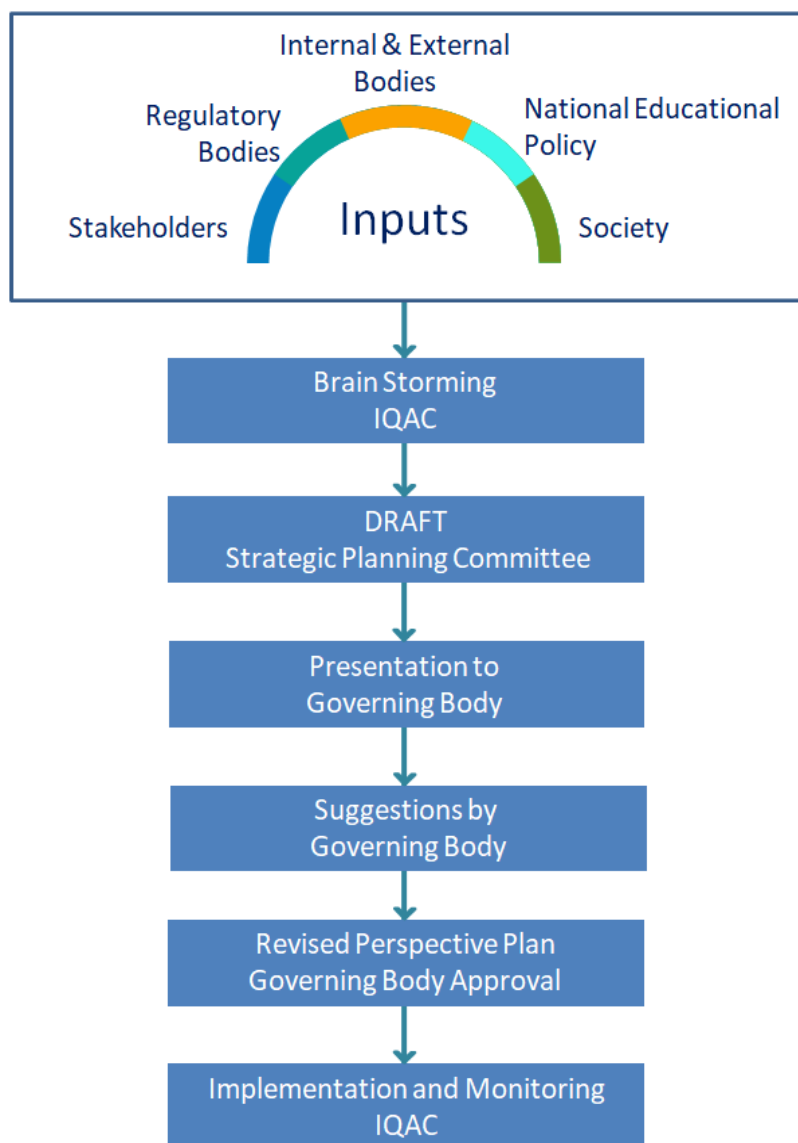 Internal & External
Bodies
Regulatory
Bodies
National Educational
Policy
Stakeholders
Inputs
Society
Brain Storming
IQAC
DRAFT
Strategic Planning Committee
Presentation to
Governing Body
Suggestions by
Governing Body
Revised Perspective Plan
Governing Body Approval
Implementation and Monitoring
IQAC